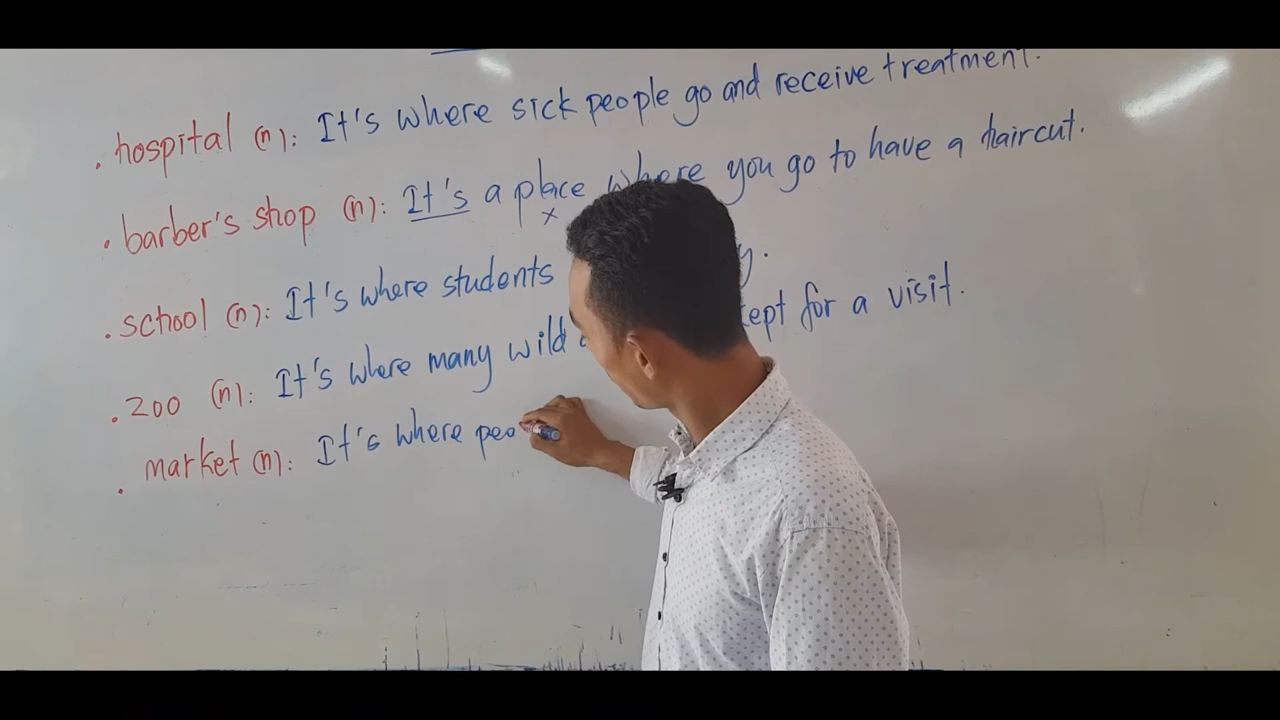 . hospital (n): It's where sick people go and receive treatment.
. barber's shop (n): It's a place where you go to have a haircut.
. school (n): It's where students
. zoo (n): It's where many wild for a visit.
. market (n): It's where peo